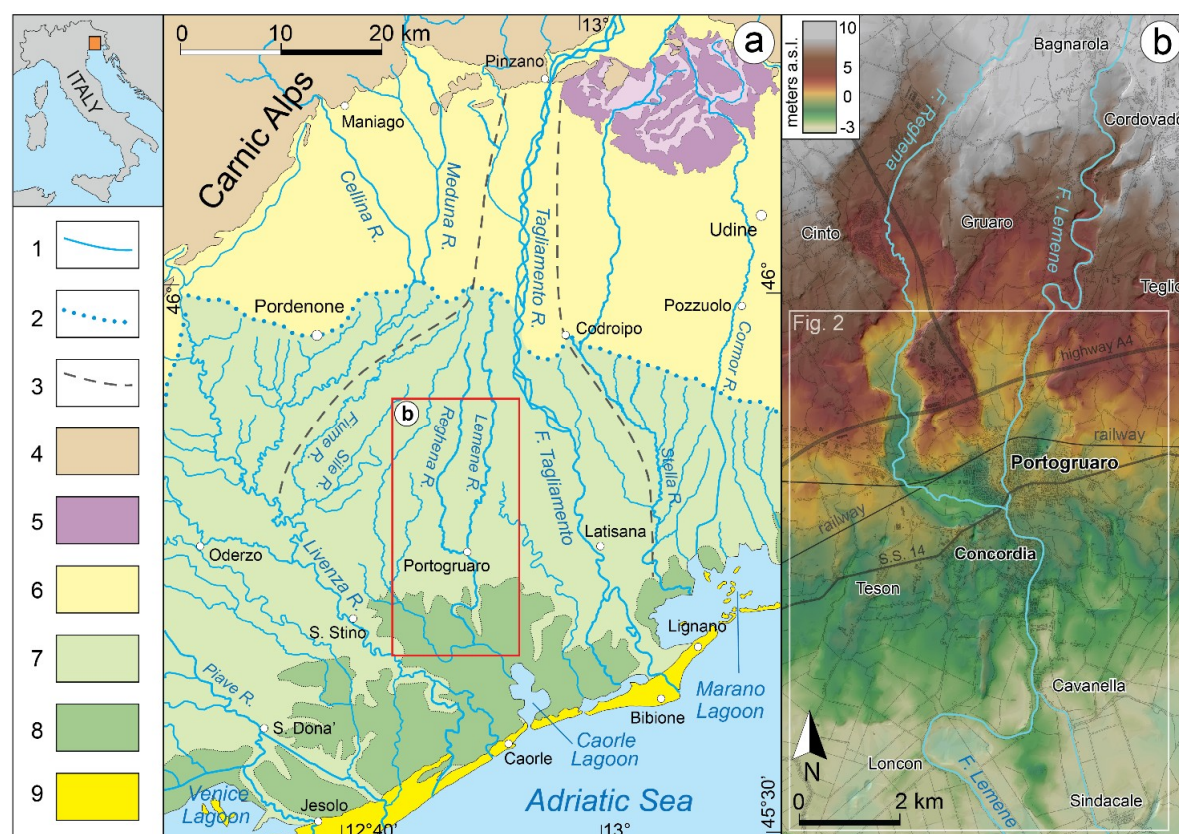 ITALY
1
2
3
4
5
6
7
8
9
0 10 20 km
13°
a
Pinzano
Carnic Alps
Maniago
Cellina R.
Meduna R.
Tagliamento R.
Udine
46°
46°
Pordenone
Pozzuolo
Codroipo
Cormor R.
b
Fiume R.
Sile R.
Reghena R.
Lemene R.
F. Tagliamento
Stella R.
Latisana
Oderzo
Portogruaro
Livenza R.
S. Stino
Lignano
Piave R.
Marano
Lagoon
Bibione
S. Dona'
Caorle
Caorle
Lagoon
Venice
Lagoon
Jesolo
Adriatic Sea
45°30'
12°40'
13°
meters a.s.l.
10
5
0
-3
b
Bagnarola
F. Reghena
Cordovado
F. Lemene
Gruaro
Cinto
Teglio
Fig. 2
highway A4
railway
Portogruaro
railway
S.S. 14
Concordia
Teson
Cavanella
N
Loncon
F. Lemene
Sindacale
0 2 km